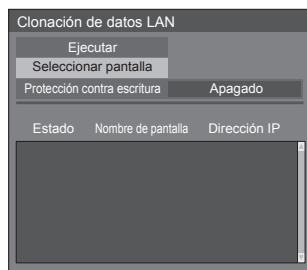 Clonación de datos LAN
Ejecutar
Seleccionar pantalla
Protección contra escritura Apagado
Estado Nombre de pantalla Dirección IP